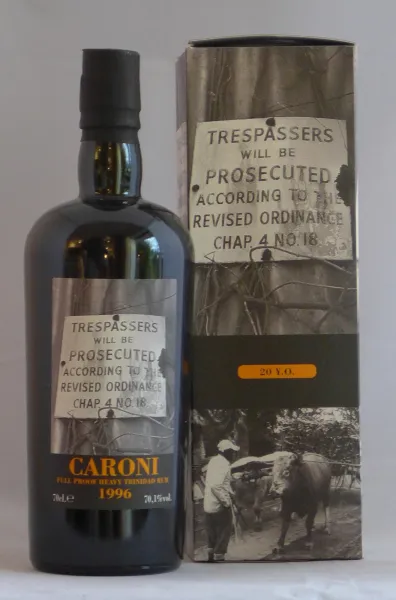 TRESPASSERS
WILL BE
PROSECUTED
ACCORDING TO THE
REVISED ORDINANCE
CHAP. 4 NO. 18
CARONI
FULL PROOF HEAVY TRINIDAD RUM
1996
70cl.e
70,1%vol.
TRESPASSERS
WILL BE
PROSECUTED
ACCORDING TO THE
REVISED ORDINANCE
CHAP. 4 NO. 18
20 Y.O.